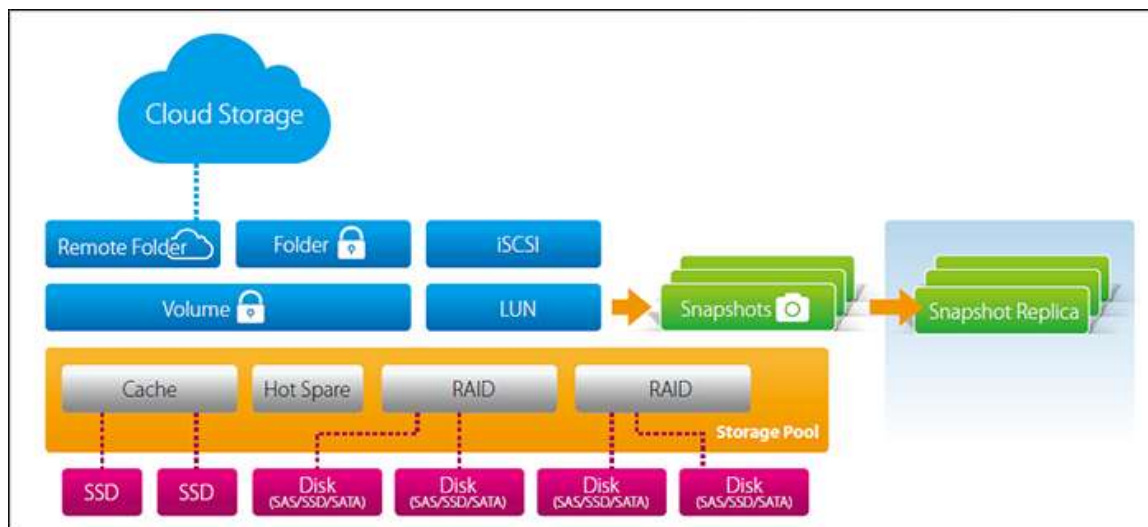 Cloud Storage
Remote Folder
Folder
iSCSI
Volume
LUN
Snapshots
Snapshot Replica
Cache
Hot Spare
RAID
RAID
Storage Pool
SSD
SSD
Disk
(SAS/SSD/SATA)
Disk
(SAS/SSD/SATA)
Disk
(SAS/SSD/SATA)
Disk
(SAS/SSD/SATA)